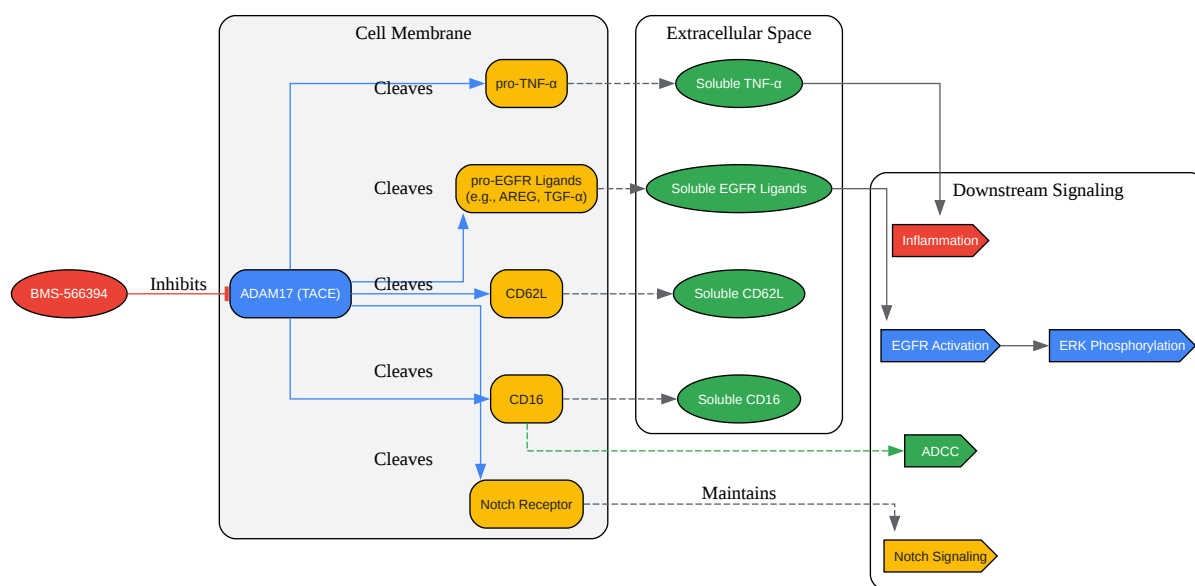 Cell Membrane
Extracellular Space
Cleaves
pro-TNF-α
Soluble TNF-α
Cleaves
pro-EGFR Ligands
(e.g., AREG, TGF-α)
Soluble EGFR Ligands
Downstream Signaling
Inflammation
BMS-566394
Inhibits
ADAM17 (TACE)
Cleaves
CD62L
Soluble CD62L
EGFR Activation
ERK Phosphorylation
Cleaves
CD16
Soluble CD16
ADCC
Cleaves
Notch Receptor
Maintains
Notch Signaling